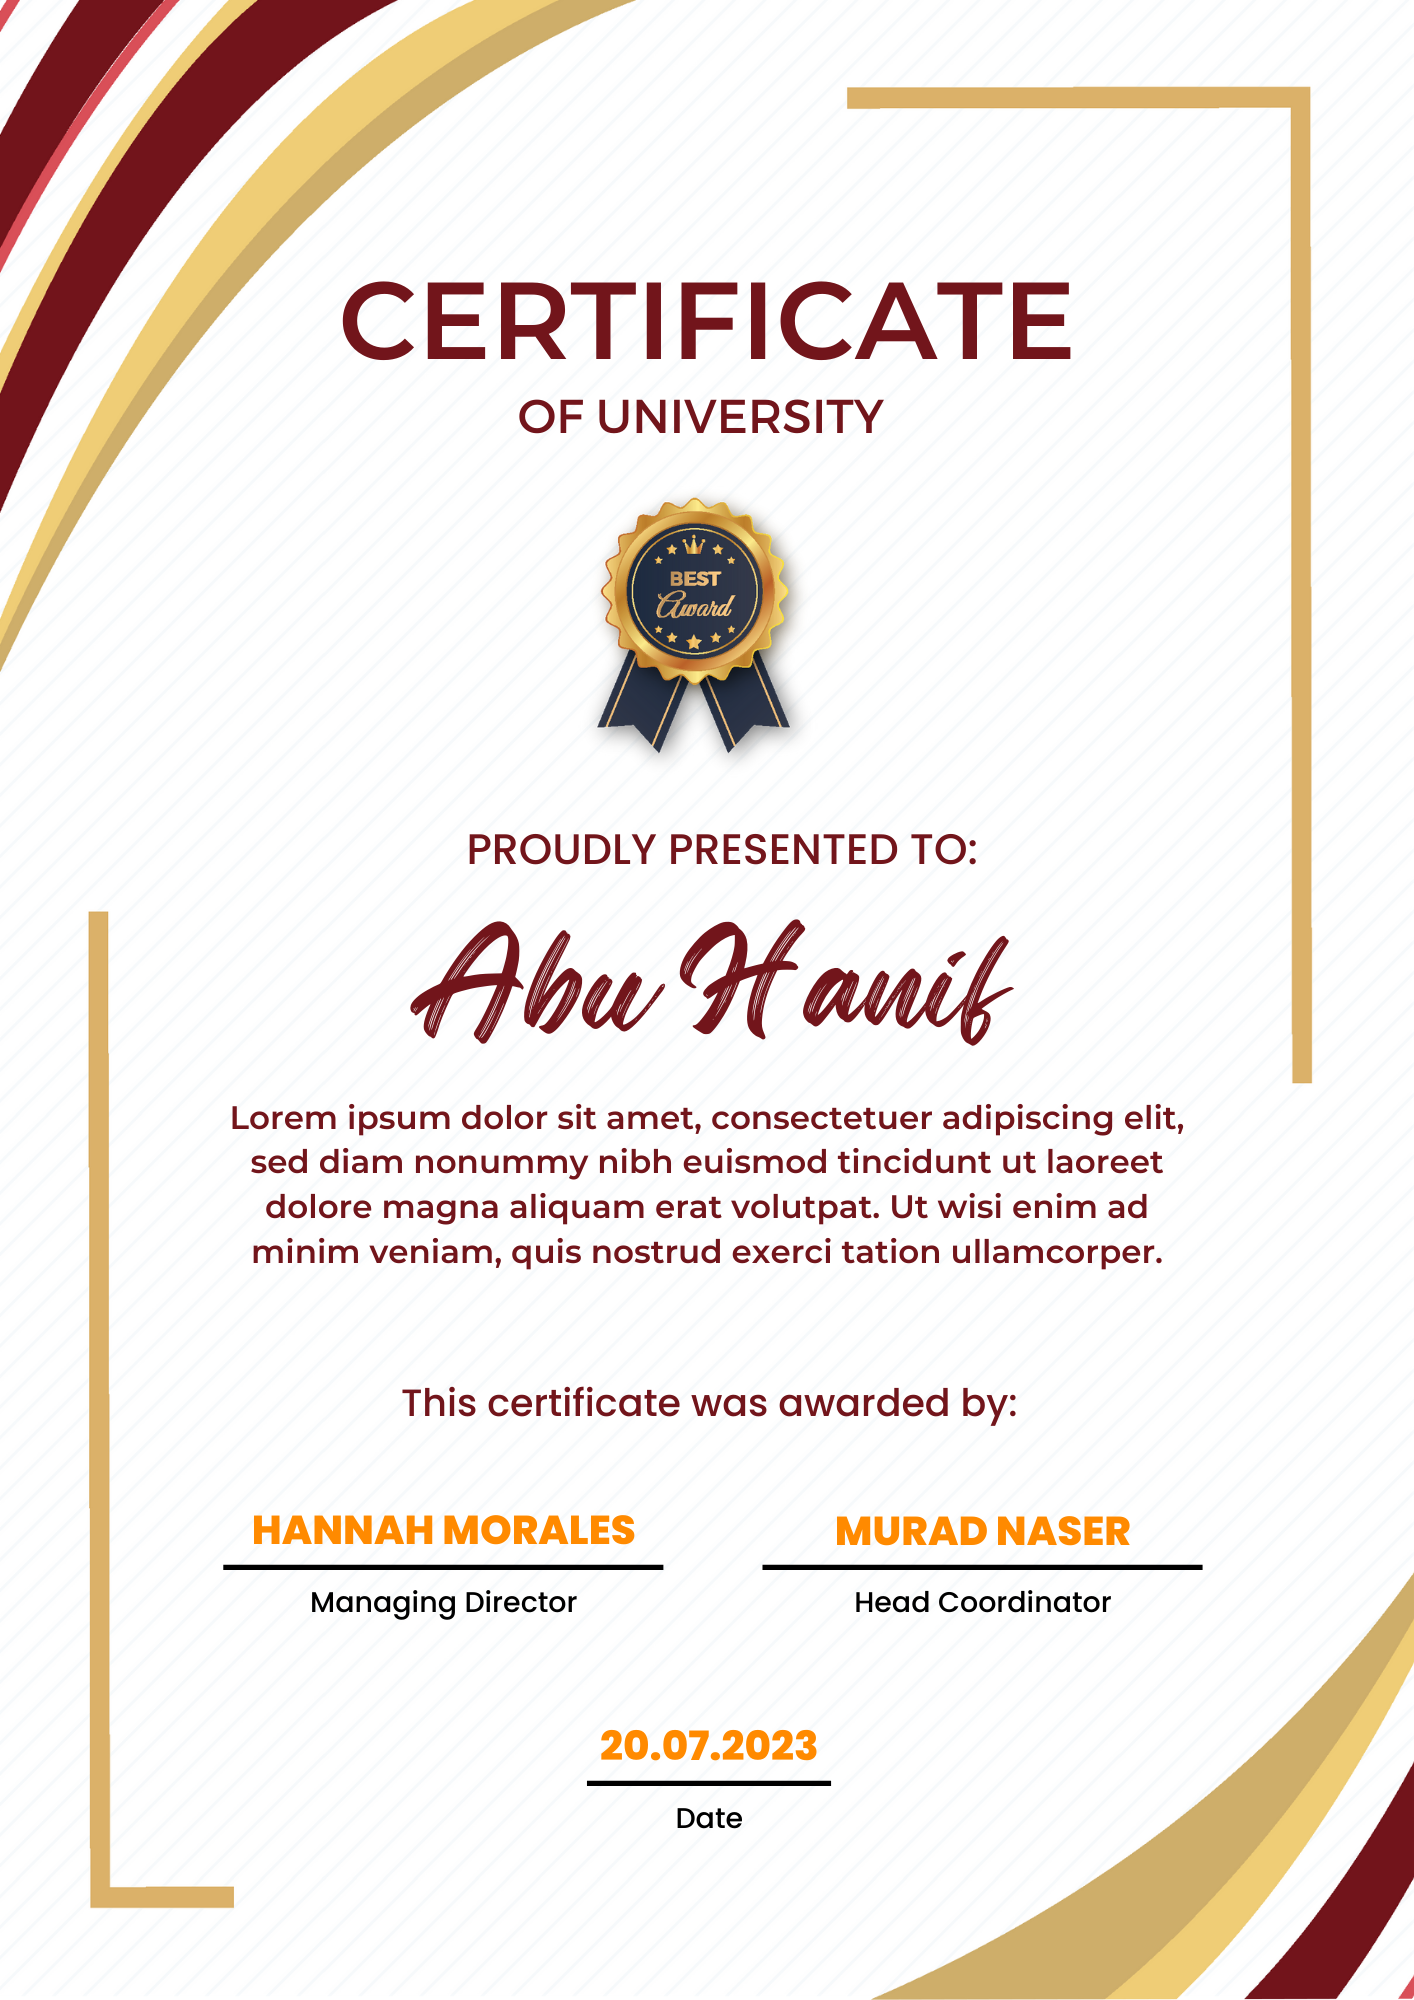 CERTIFICATE
OF UNIVERSITY
BEST
Award
PROUDLY PRESENTED TO:
Abu Hanif
Lorem ipsum dolor sit amet, consectetuer adipiscing elit,
sed diam nonummy nibh euismod tincidunt ut laoreet
dolore magna aliquam erat volutpat. Ut wisi enim ad
minim veniam, quis nostrud exerci tation ullamcorper.
This certificate was awarded by:
HANNAH MORALES MURAD NASER
Managing Director Head Coordinator
20.07.2023
Date